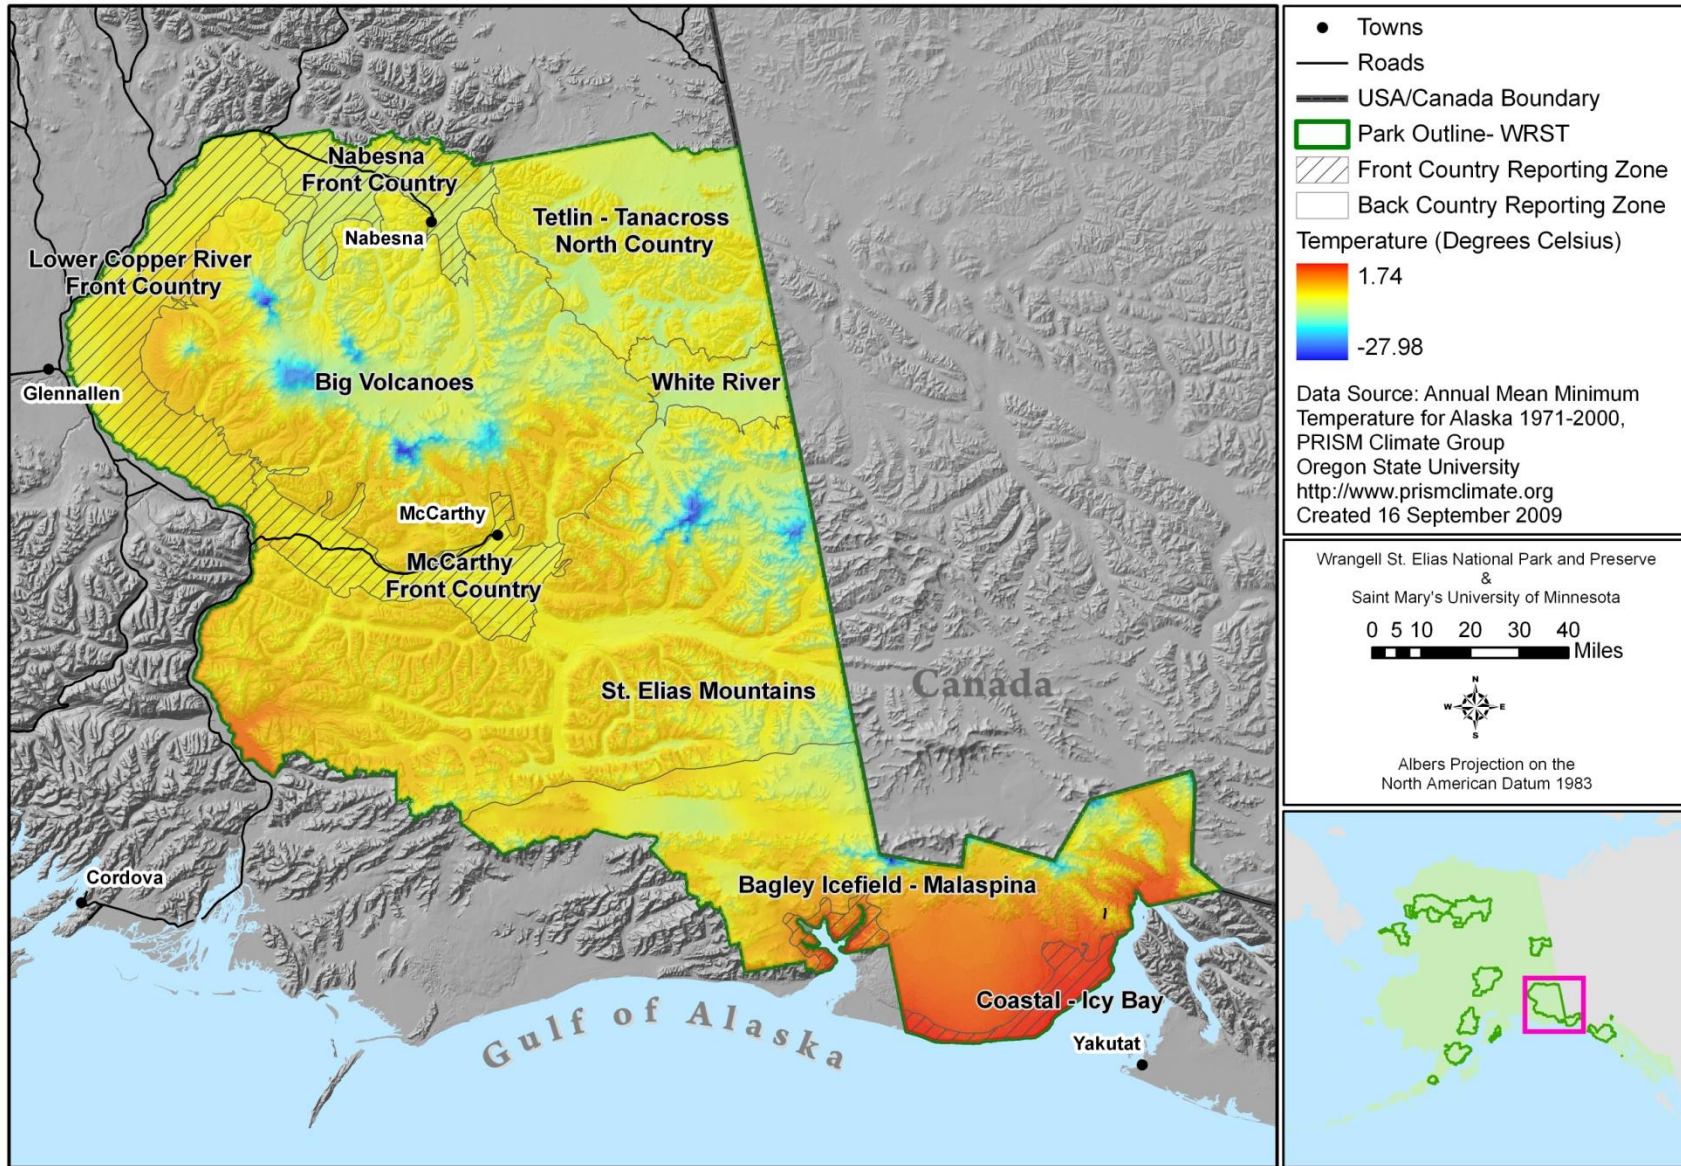 Nabesna
Front Country
Nabesna
Tetlin - Tanacross
North Country
Lower Copper River
Front Country
Glennallen
Big Volcanoes
White River
McCarthy
McCarthy
Front Country
St. Elias Mountains
Canada
Cordova
Bagley Icefield - Malaspina
Coastal - Icy Bay
Gulf of Alaska
Yakutat
Towns
Roads
USA/Canada Boundary
Park Outline- WRST
Front Country Reporting Zone
Back Country Reporting Zone
Temperature (Degrees Celsius)
1.74
-27.98
Data Source: Annual Mean Minimum
Temperature for Alaska 1971-2000,
PRISM Climate Group
Oregon State University
http://www.prismclimate.org
Created 16 September 2009
Wrangell St. Elias National Park and Preserve
&
Saint Mary's University of Minnesota
0 5 10 20 30 40
Miles
N
W E
S
Albers Projection on the
North American Datum 1983